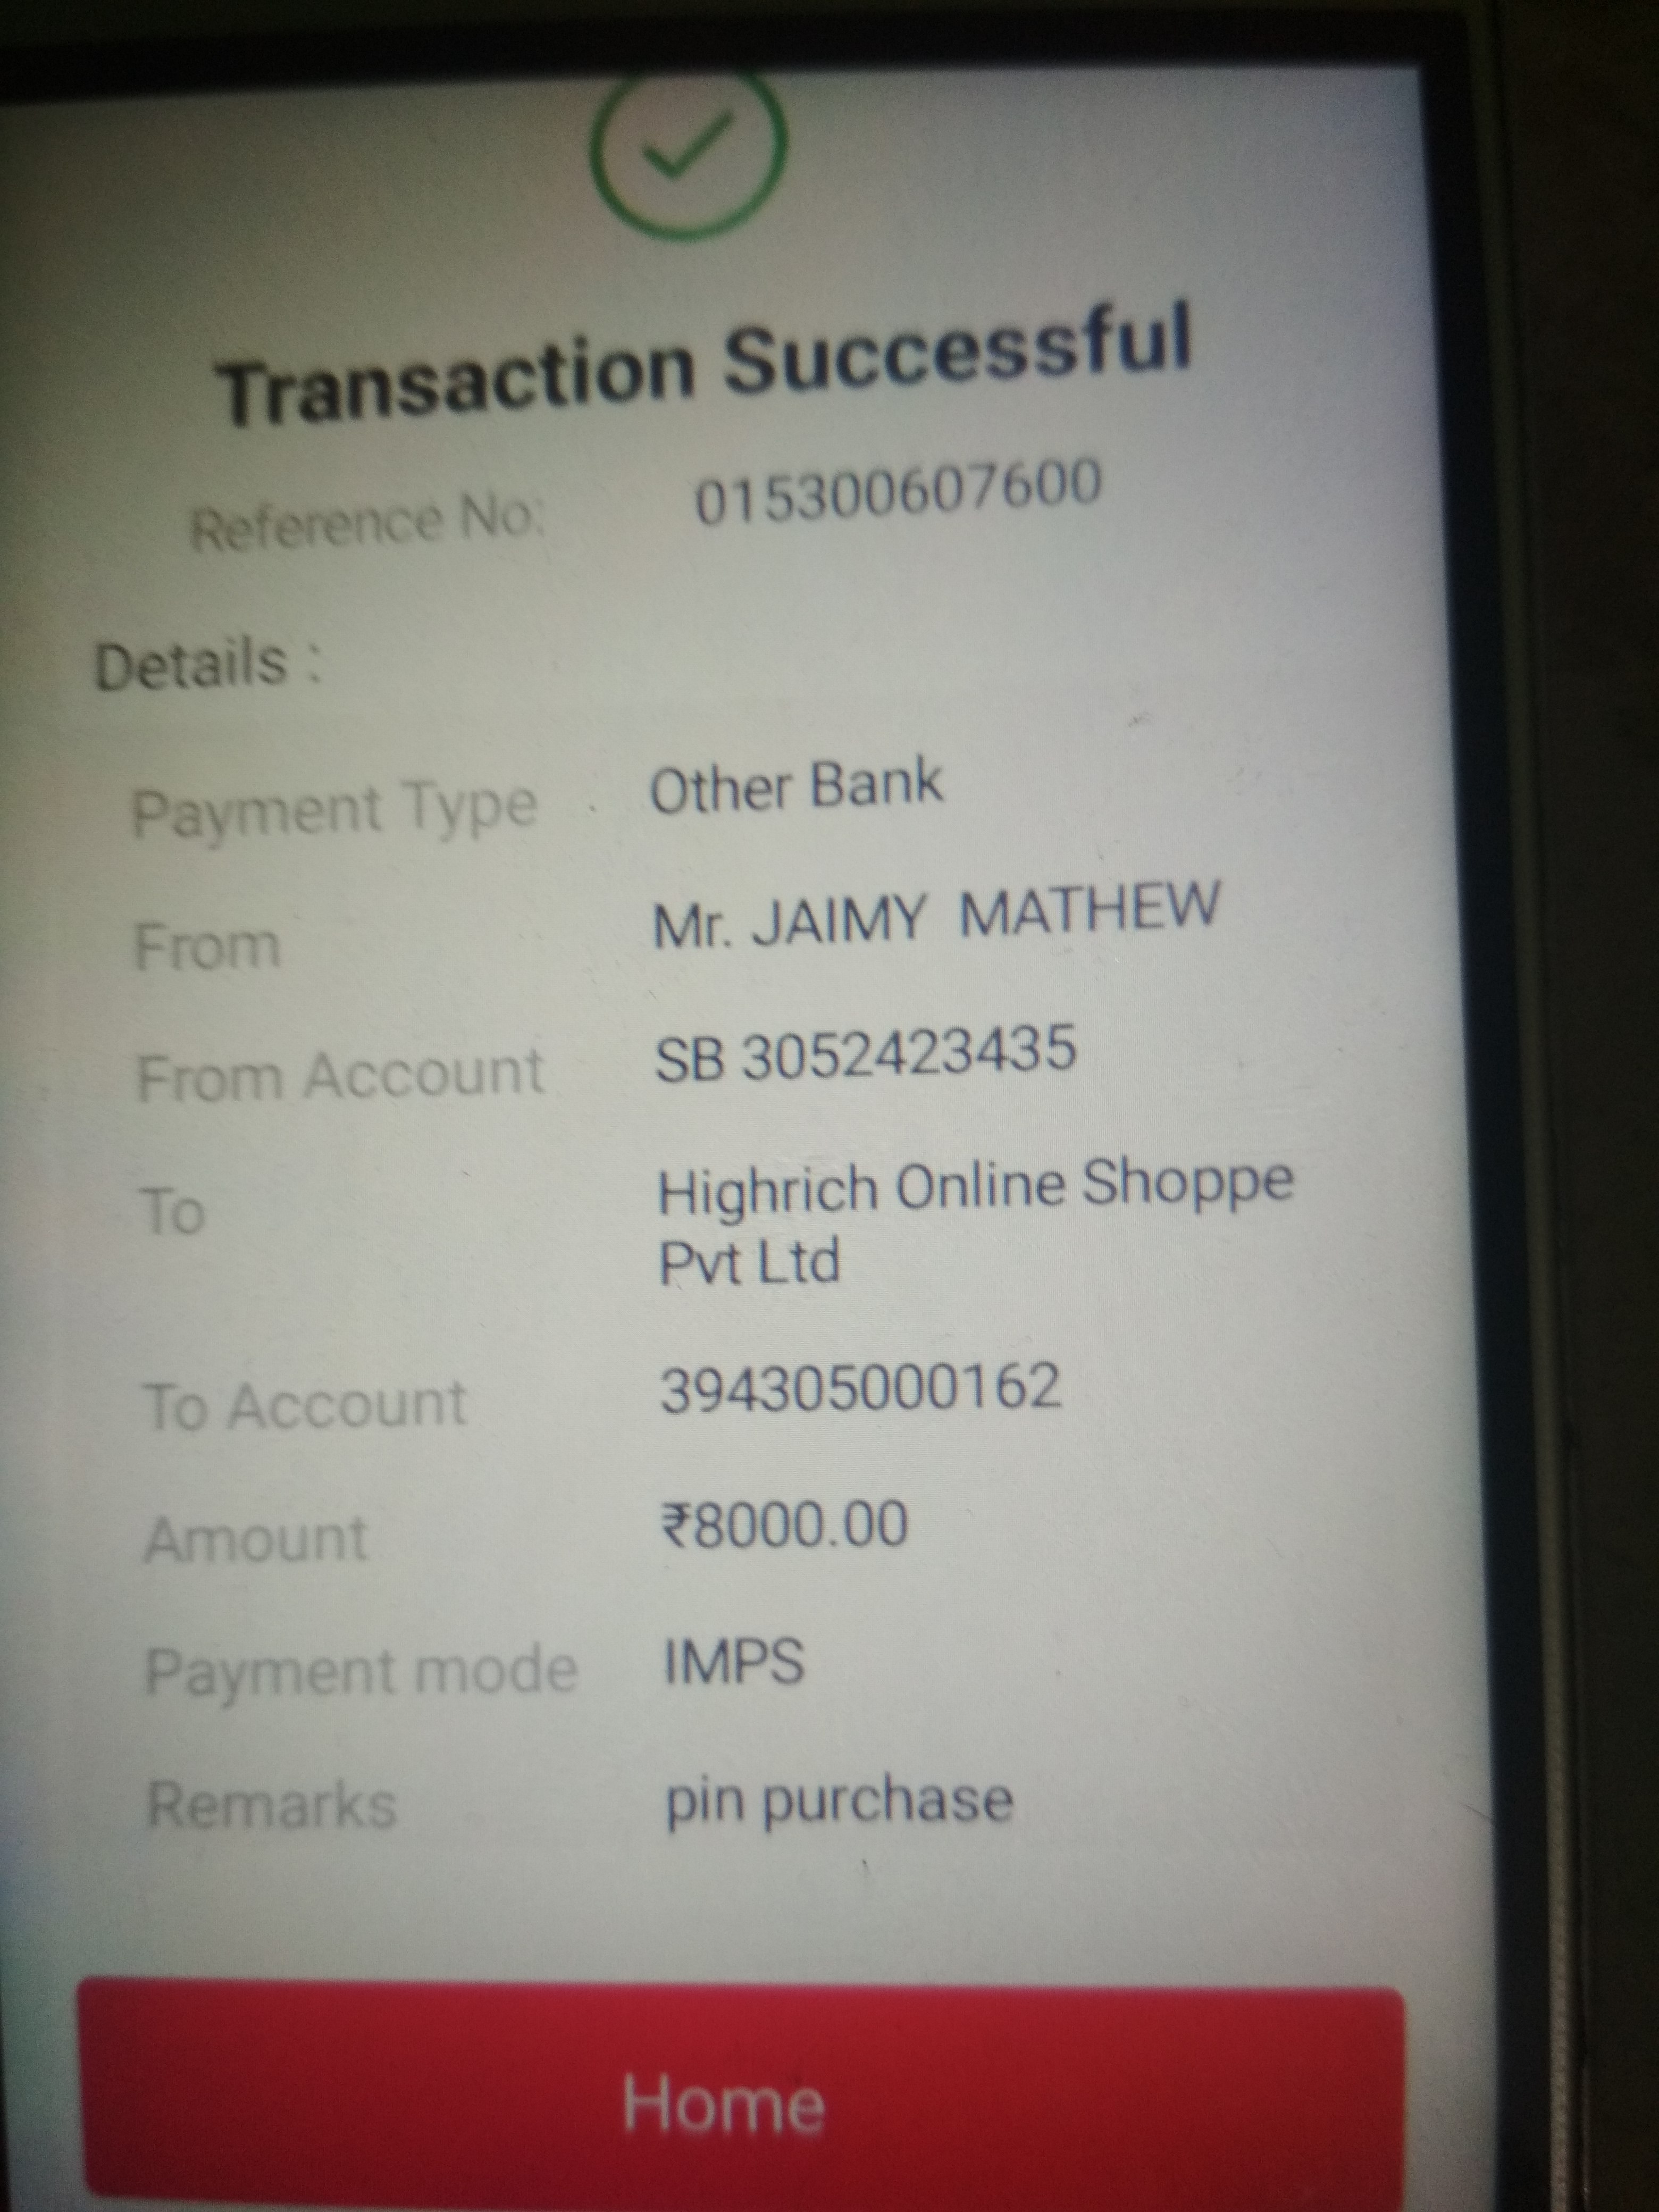 Transaction Successful
Reference No: 015300607600
Details :
Payment Type Other Bank
From Mr. JAIMY MATHEW
From Account SB 3052423435
To Highrich Online Shoppe
Pvt Ltd
To Account 394305000162
Amount ₹8000.00
Payment mode IMPS
Remarks pin purchase
Home